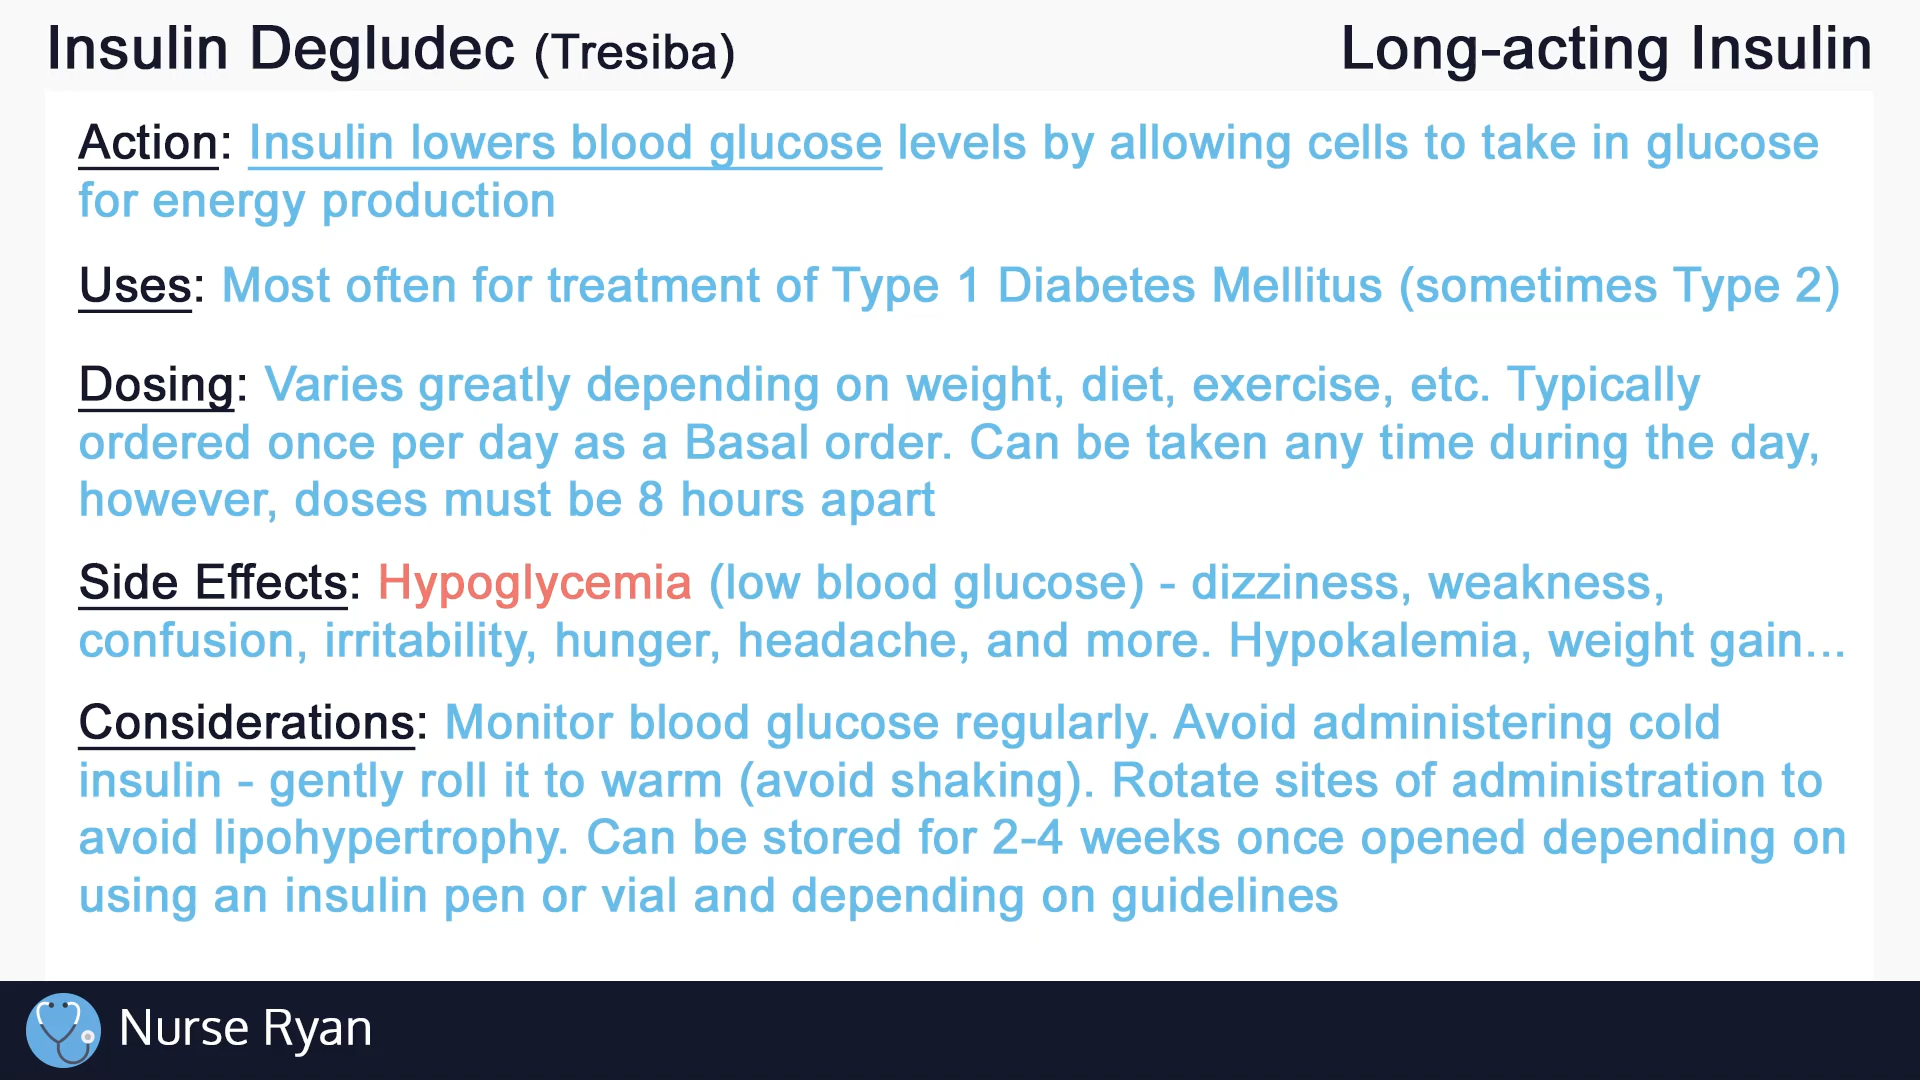 Insulin Degludec (Tresiba)
Long-acting Insulin
Action: Insulin lowers blood glucose levels by allowing cells to take in glucose
for energy production
Uses: Most often for treatment of Type 1 Diabetes Mellitus (sometimes Type 2)
Dosing: Varies greatly depending on weight, diet, exercise, etc. Typically
ordered once per day as a Basal order. Can be taken any time during the day,
however, doses must be 8 hours apart
Side Effects: Hypoglycemia (low blood glucose) - dizziness, weakness,
confusion, irritability, hunger, headache, and more. Hypokalemia, weight gain...
Considerations: Monitor blood glucose regularly. Avoid administering cold
insulin - gently roll it to warm (avoid shaking). Rotate sites of administration to
avoid lipohypertrophy. Can be stored for 2-4 weeks once opened depending on
using an insulin pen or vial and depending on guidelines
Nurse Ryan